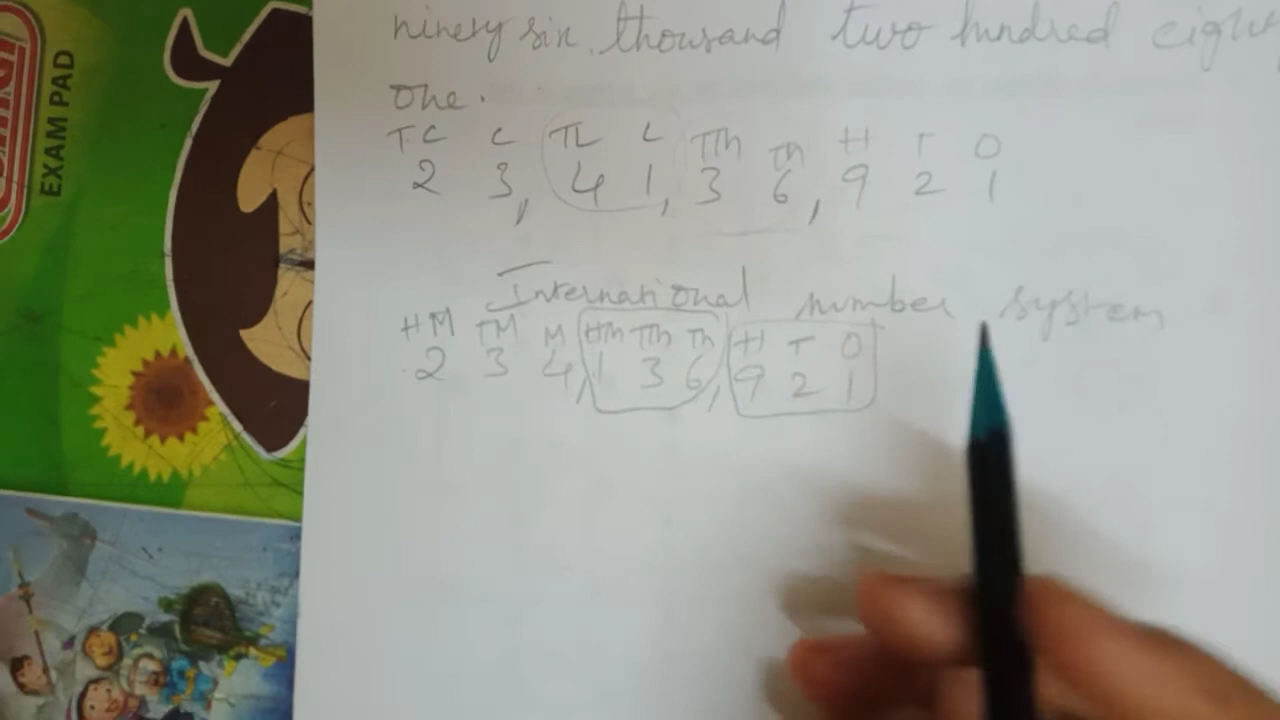 EXAM PAD
ninety six thousand two hundred eighty
one.
T.C C TL L TTh Th H T O
2 3, 4 1, 3 6, 9 2 1
International number system
HM TM M HTh TTh Th H T O
2 3 4, 1 3 6, 9 2 1